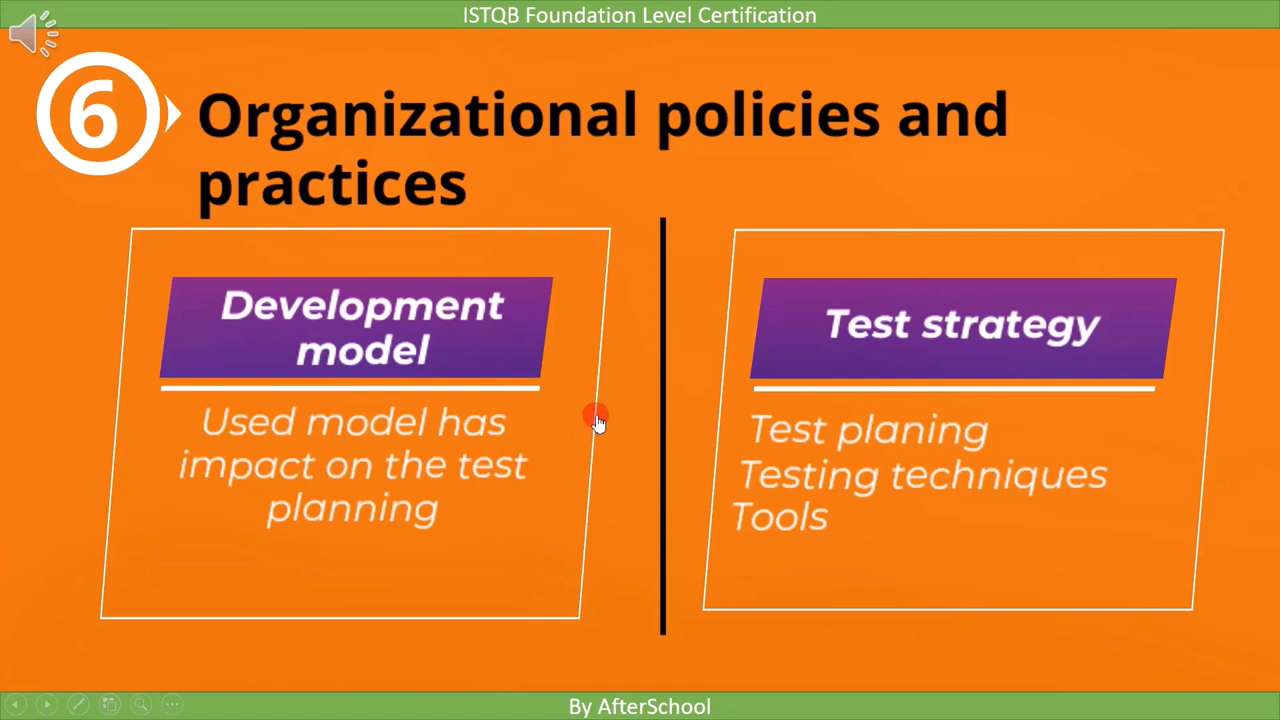 ISTQB Foundation Level Certification
6
Organizational policies and
practices
Development
model
Used model has
impact on the test
planning
Test strategy
Test planing
Testing techniques
Tools
By AfterSchool